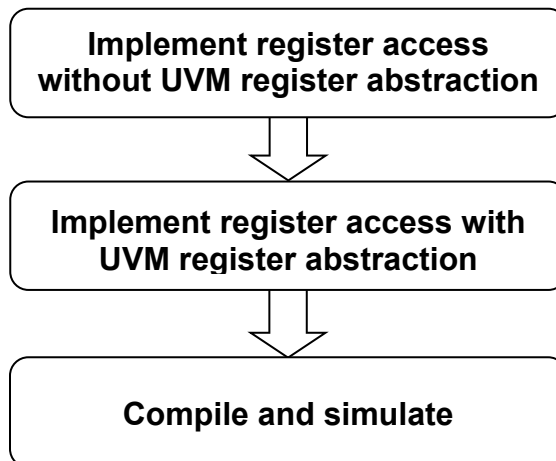 Implement register access
without UVM register abstraction
Implement register access with
UVM register abstraction
Compile and simulate